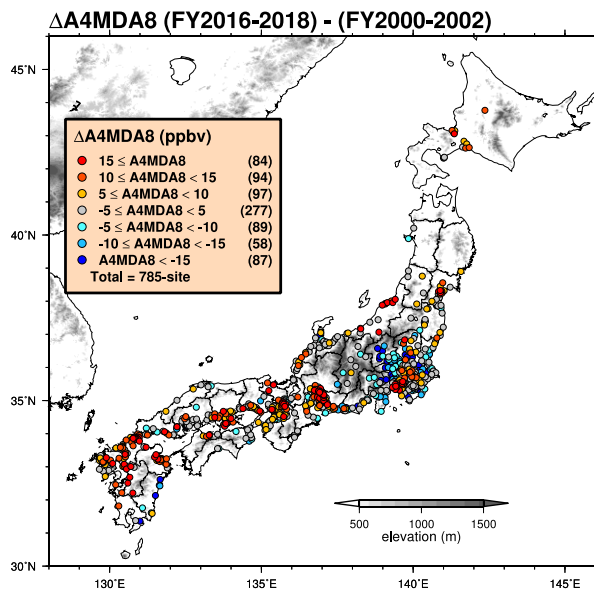 ΔA4MDA8 (FY2016-2018) - (FY2000-2002)
45°N
ΔA4MDA8 (ppbv)
15 ≤ A4MDA8 (84)
10 ≤ A4MDA8 < 15 (94)
5 ≤ A4MDA8 < 10 (97)
-5 ≤ A4MDA8 < 5 (277)
-5 ≤ A4MDA8 < -10 (89)
-10 ≤ A4MDA8 < -15 (58)
A4MDA8 < -15 (87)
Total = 785-site
40°N
35°N
500 1000 1500
elevation (m)
30°N
130°E 135°E 140°E 145°E